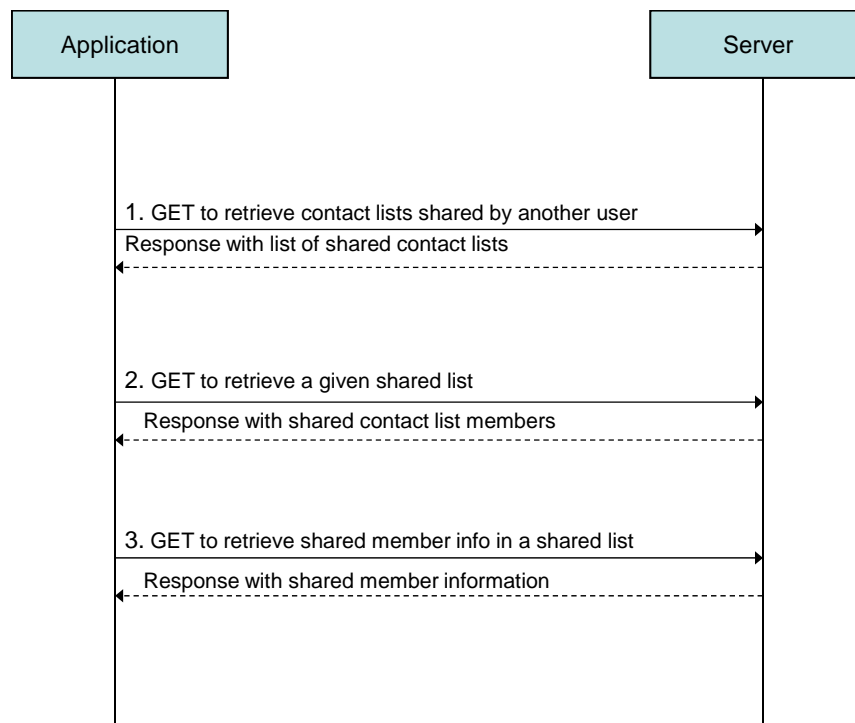 Application
Server
1. GET to retrieve contact lists shared by another user
Response with list of shared contact lists
2. GET to retrieve a given shared list
Response with shared contact list members
3. GET to retrieve shared member info in a shared list
Response with shared member information